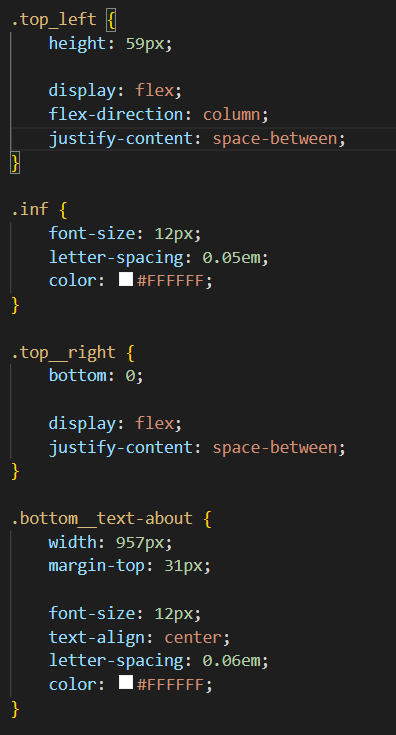 .top_left {
    height: 59px;

    display: flex;
    flex-direction: column;
    justify-content: space-between;
}

.inf {
    font-size: 12px;
    letter-spacing: 0.05em;
    color: #FFFFFF;
}

.top__right {
    bottom: 0;

    display: flex;
    justify-content: space-between;
}

.bottom__text-about {
    width: 957px;
    margin-top: 31px;

    font-size: 12px;
    text-align: center;
    letter-spacing: 0.06em;
    color: #FFFFFF;
}